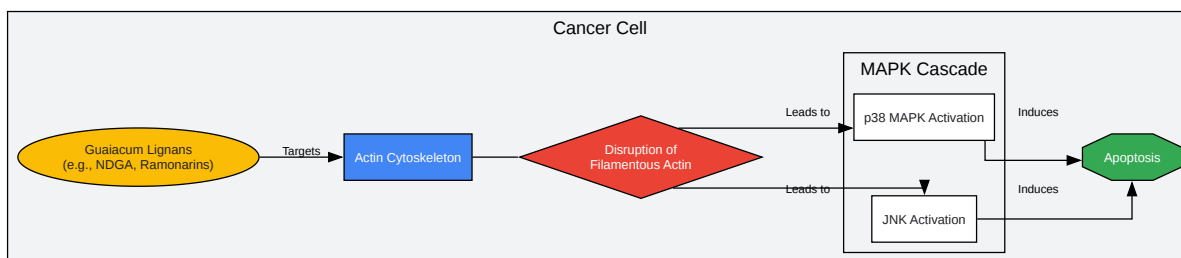 Cancer Cell
MAPK Cascade
Guaiacum Lignans
(e.g., NDGA, Ramonarins)
Targets
Actin Cytoskeleton
Disruption of
Filamentous Actin
Leads to
p38 MAPK Activation
Induces
Apoptosis
Leads to
JNK Activation
Induces